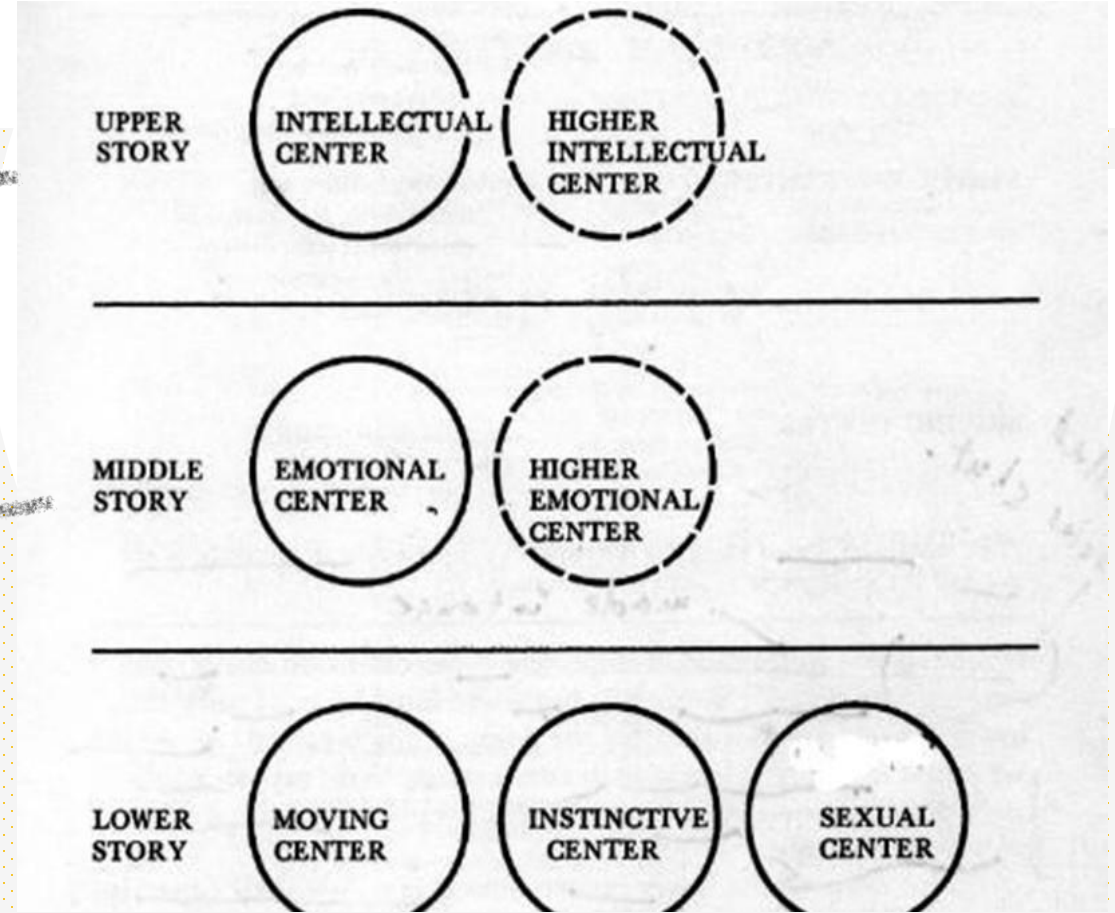 UPPER STORY
INTELLECTUAL CENTER
HIGHER INTELLECTUAL CENTER
MIDDLE STORY
EMOTIONAL CENTER
HIGHER EMOTIONAL CENTER
LOWER STORY
MOVING CENTER
INSTINCTIVE CENTER
SEXUAL CENTER